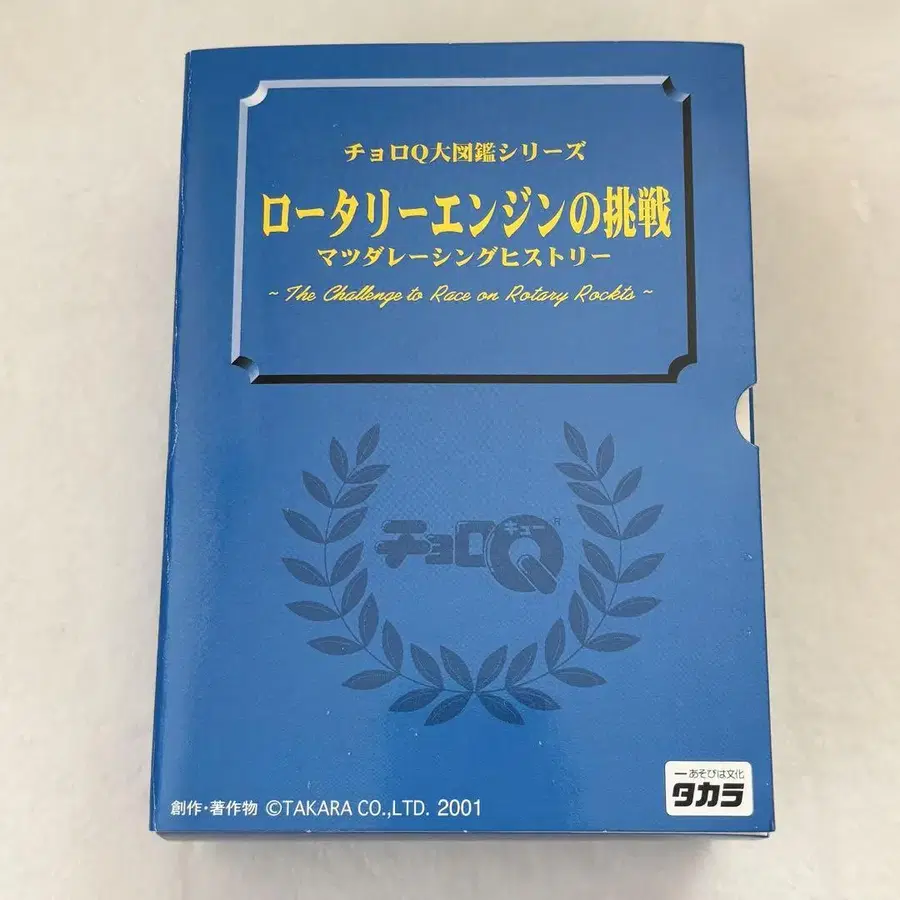 チョロQ大図鑑シリーズ
ロータリーエンジンの挑戦
マツダレーシングヒストリー
~ The Challenge to Race on Rotary Rockts ~
チョロQ
キュー
R
あそびは文化
タカラ
創作・著作物 ©TAKARA CO.,LTD. 2001